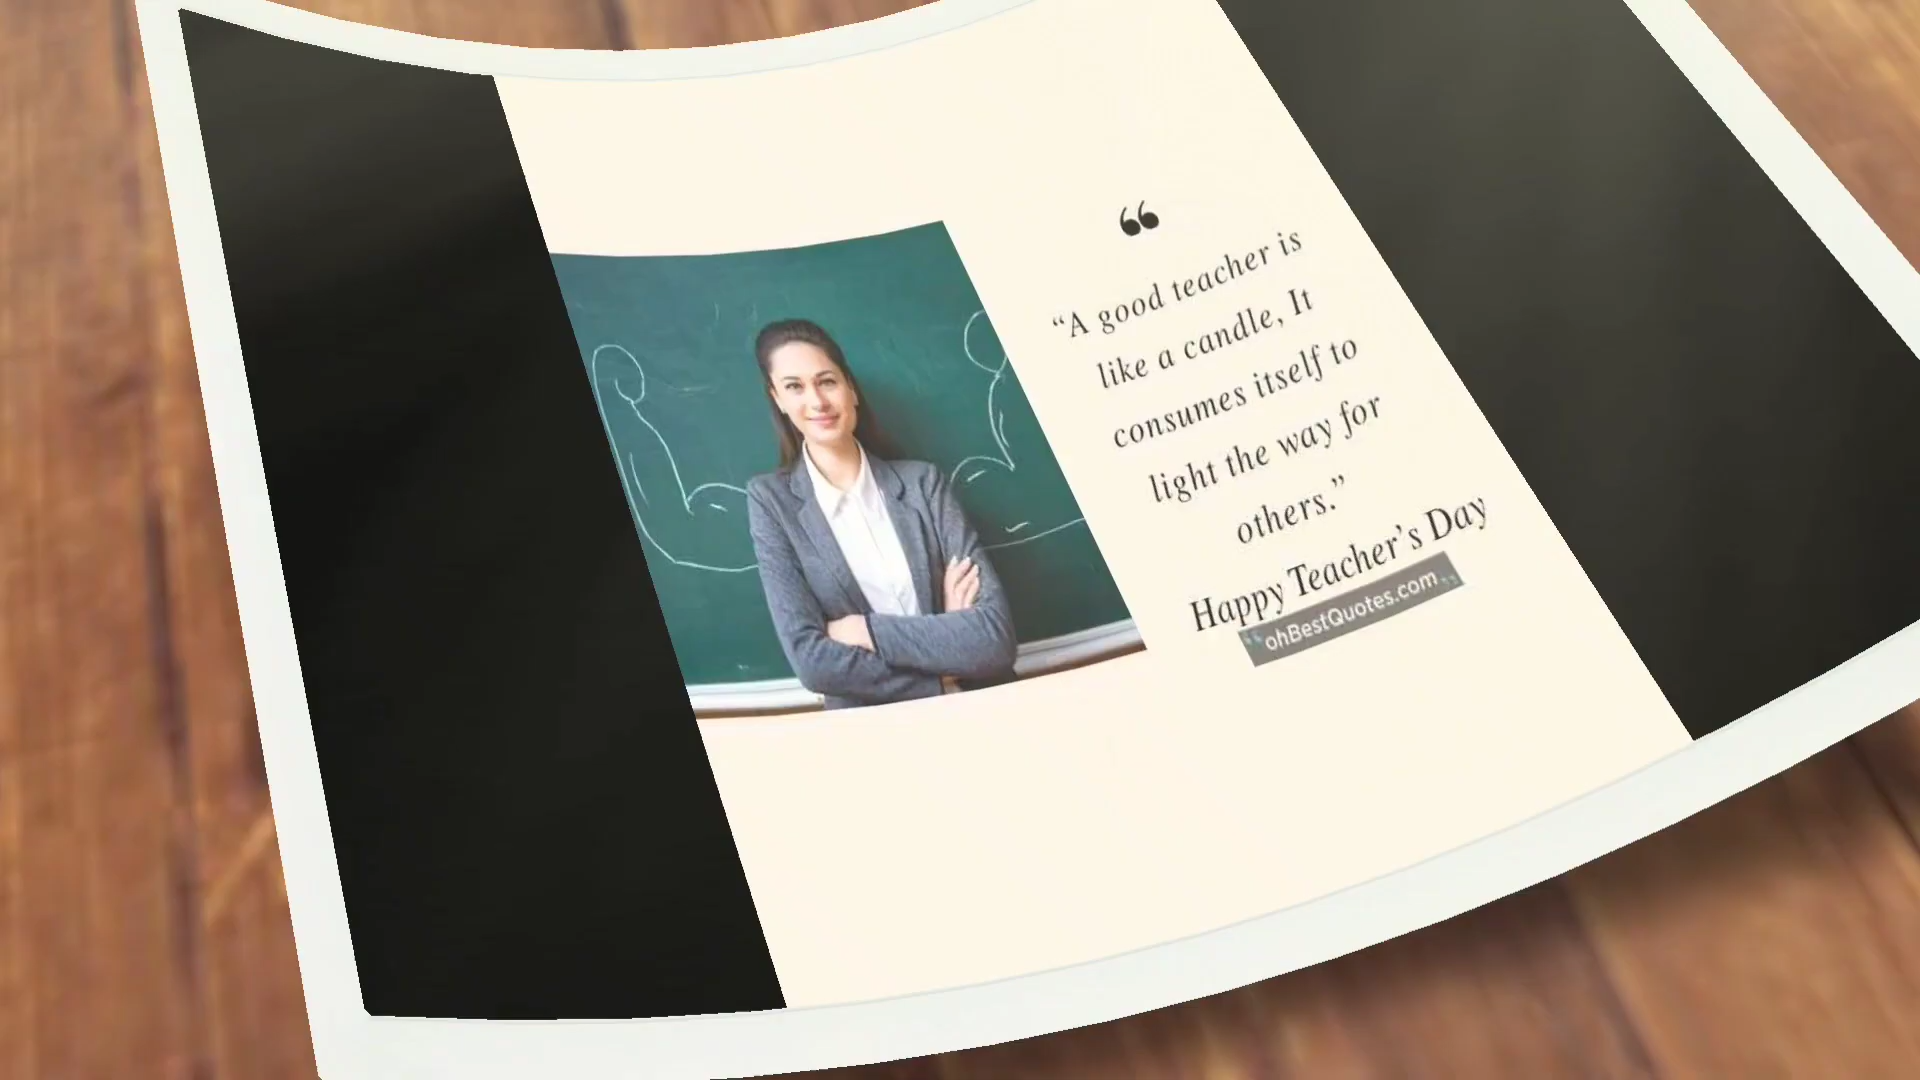 ❝
“A good teacher is
like a candle, It
consumes itself to
light the way for
others.”
Happy Teacher’s Day
ohBestQuotes.com